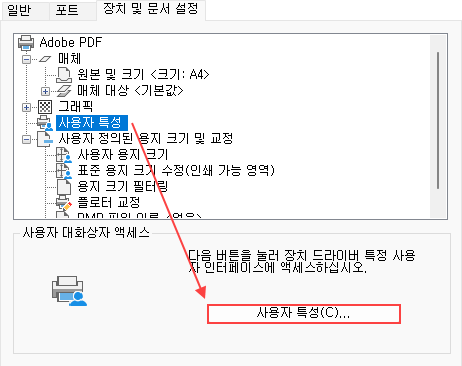 일반
포트
장치 및 문서 설정
Adobe PDF
매체
원본 및 크기 <크기: A4>
매체 대상 <기본값>
그래픽
사용자 특성
사용자 정의된 용지 크기 및 교정
사용자 용지 크기
표준 용지 크기 수정(인쇄 가능 영역)
용지 크기 필터링
플로터 교정
PMP 파일 이름 <없음>
사용자 대화상자 액세스
다음 버튼을 눌러 장치 드라이버 특정 사용
자 인터페이스에 액세스하십시오.
사용자 특성(C)...